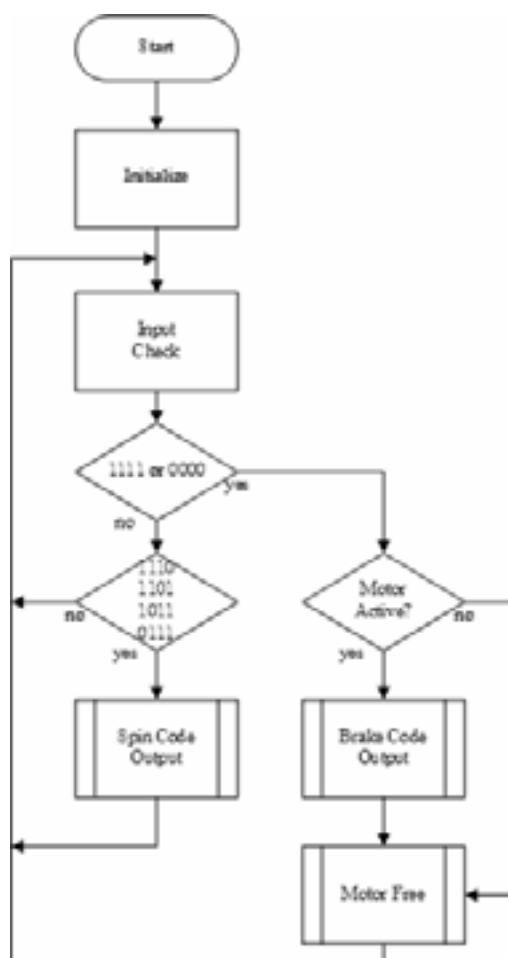 Start
Initialize
Input
Check
1111 or 0000
yes
no
1110
1101
1011
0111
no
yes
Motor
Active?
no
yes
Spin Code
Output
Brake Code
Output
Motor Free